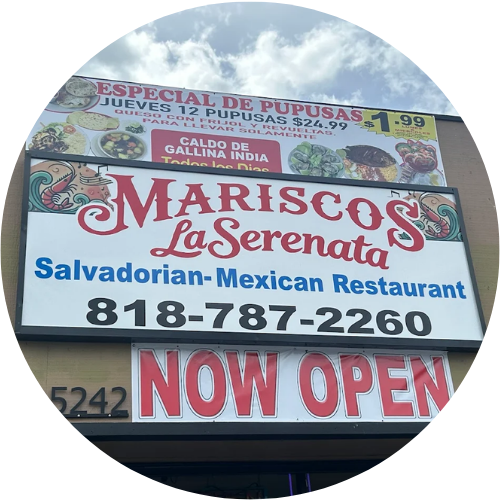 ESPECIAL DE PUPUSAS
JUEVES 12 PUPUSAS $24.99
QUESO CON FRIJOL Y REVUELTAS.
PARA LLEVAR SOLAMENTE
$1.99
CALDO DE
GALLINA INDIA
Todos los Dias
MARISCOS
La Serenata
Salvadorian-Mexican Restaurant
818-787-2260
NOW OPEN
5242